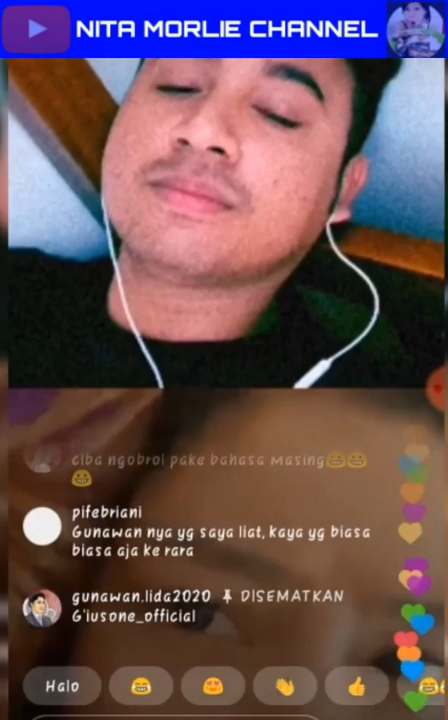 NITA MORLIE CHANNEL
ciba ngobrol pake bahasa masing😂😂
😂
pifebriani
Gunawan nya yg saya liat, kaya yg biasa
biasa aja ke rara
gunawan.lida2020 📌 DISEMATKAN
G'iusone_official
Halo 😂 😍 👏 👍 😂